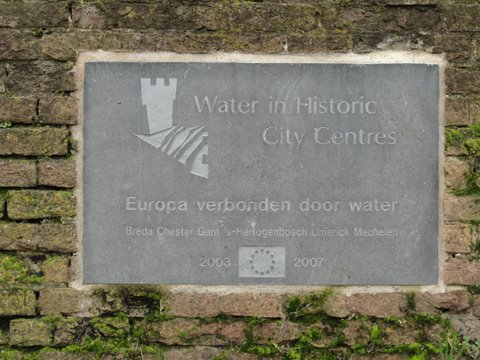 Water in Historic
City Centres
Europa verbonden door water
Breda Chester Gent 's-Hertogenbosch Limerick Mechelen
2003 2007